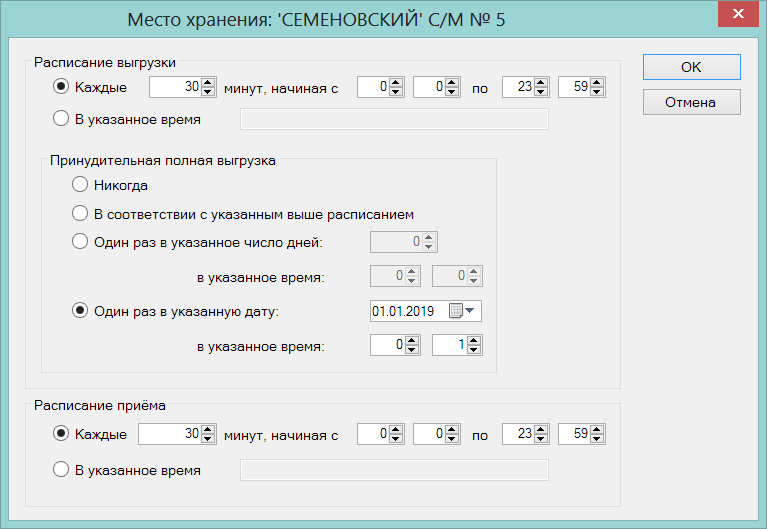 Место хранения: 'СЕМЕНОВСКИЙ' С/М № 5
Расписание выгрузки
Каждые 30 минут, начиная с 0 0 по 23 59
В указанное время
Принудительная полная выгрузка
Никогда
В соответствии с указанным выше расписанием
Один раз в указанное число дней: 0
в указанное время: 0 0
Один раз в указанную дату: 01.01.2019
в указанное время: 0 1
Расписание приёма
Каждые 30 минут, начиная с 0 0 по 23 59
В указанное время
OK
Отмена